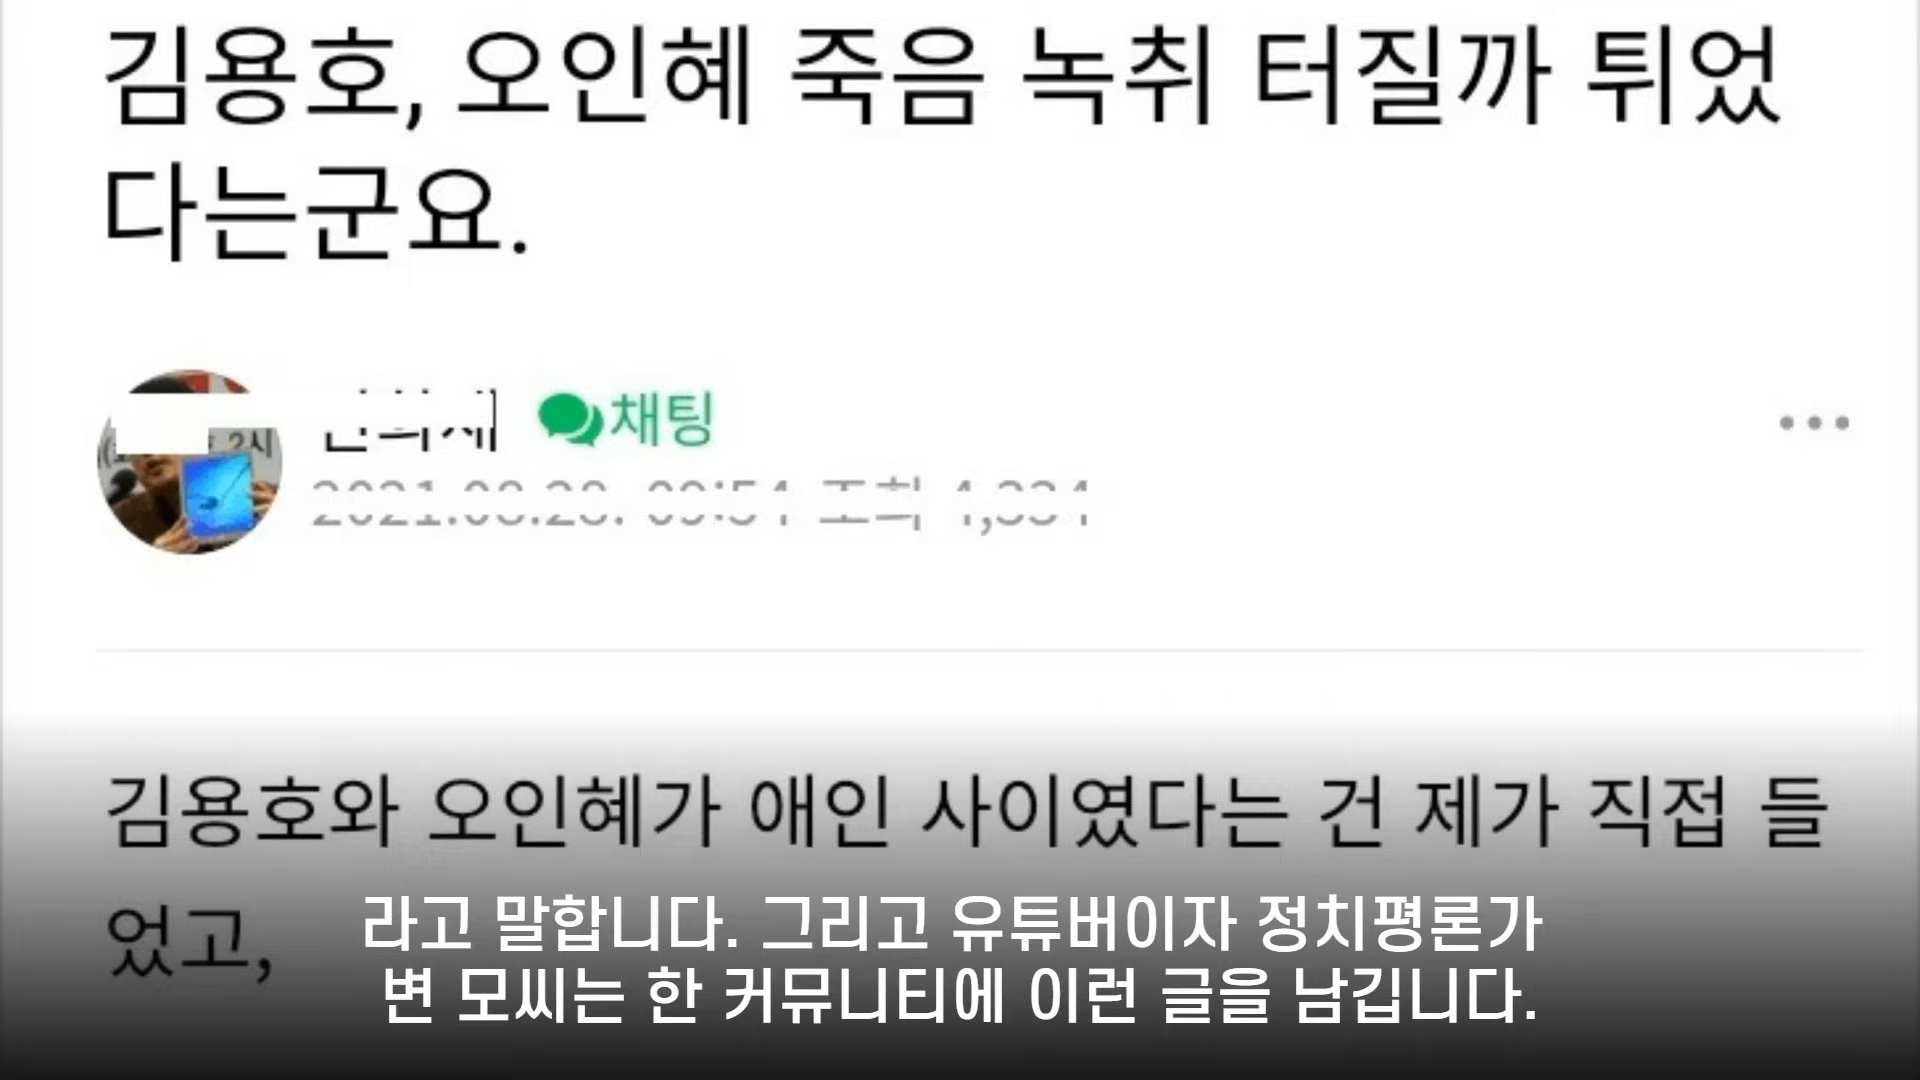 김용호, 오인혜 죽음 녹취 터질까 튀었
다는군요.
채팅
2시
김용호와 오인혜가 애인 사이였다는 건 제가 직접 들
었고,
라고 말합니다. 그리고 유튜버이자 정치평론가
변 모씨는 한 커뮤니티에 이런 글을 남깁니다.